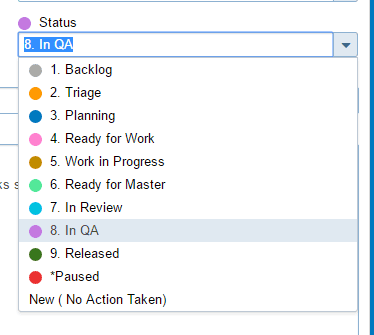 Status
8. In QA
1. Backlog
2. Triage
3. Planning
4. Ready for Work
5. Work in Progress
6. Ready for Master
7. In Review
8. In QA
9. Released
*Paused
New ( No Action Taken)
ks s